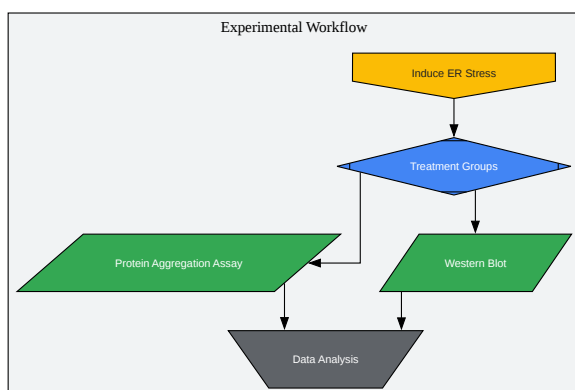 Experimental Workflow
Induce ER Stress
Treatment Groups
Protein Aggregation Assay
Western Blot
Data Analysis